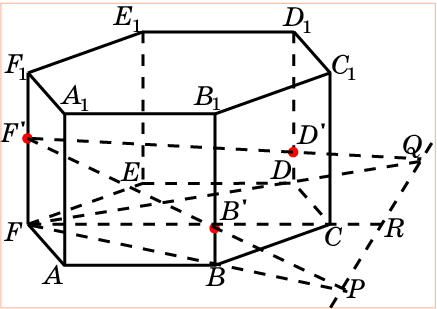 E₁ D₁
F₁ C₁
A₁ B₁
F' D' Q
E D
B'
F C R
A B P